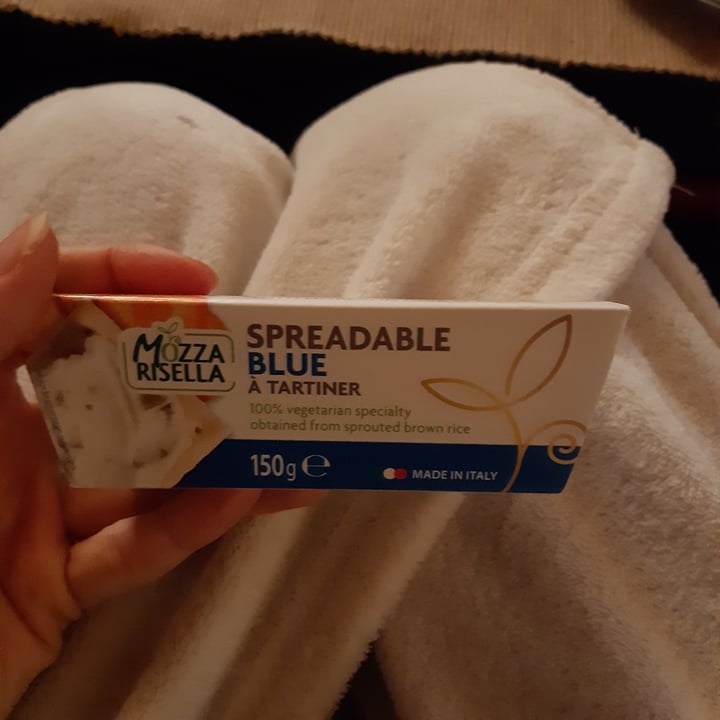 MOZZA
RISELLA
SPREADABLE
BLUE
À TARTINER
100% vegetarian specialty
obtained from sprouted brown rice
150g ℮
MADE IN ITALY